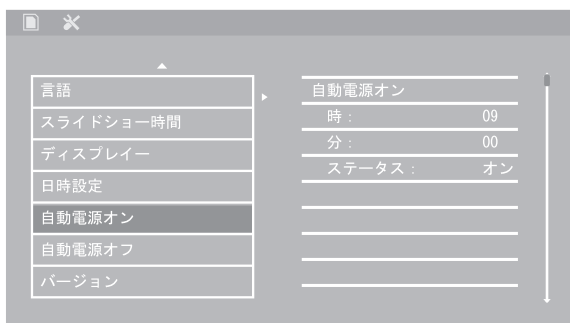 言語
スライドショー時間
ディスプレイー
日時設定
自動電源オン
自動電源オフ
バージョン
自動電源オン
時： 09
分： 00
ステータス： オン